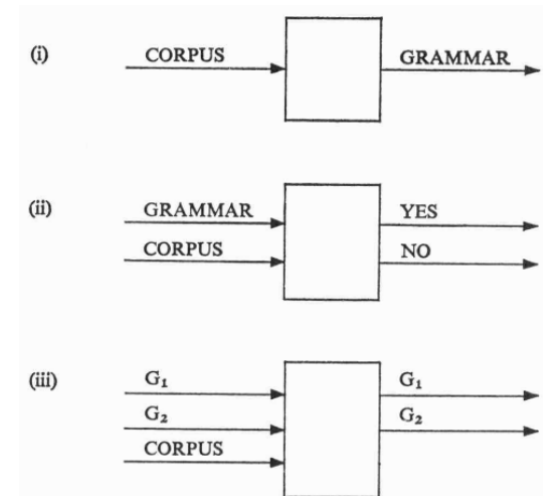 (i) CORPUS GRAMMAR
(ii) GRAMMAR YES
CORPUS NO
(iii) G₁ G₁
G₂ G₂
CORPUS